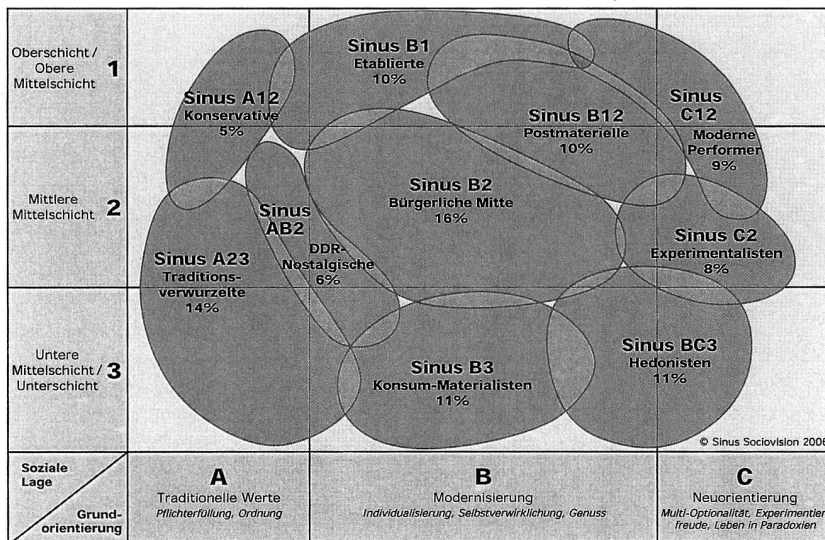 Oberschicht /
Obere
Mittelschicht
1
Mittlere
Mittelschicht
2
Untere
Mittelschicht /
Unterschicht
3
Sinus B1
Etablierte
10%
Sinus A12
Konservative
5%
Sinus B12
Postmaterielle
10%
Sinus
C12
Moderne
Performer
9%
Sinus B2
Bürgerliche Mitte
16%
Sinus
AB2
DDR-
Nostalgische
6%
Sinus A23
Traditions-
verwurzelte
14%
Sinus C2
Experimentalisten
8%
Sinus B3
Konsum-Materialisten
11%
Sinus BC3
Hedonisten
11%
© Sinus Sociovision 2006
Soziale
Lage
Grund-
orientierung
A
Traditionelle Werte
Pflichterfüllung, Ordnung
B
Modernisierung
Individualisierung, Selbstverwirklichung, Genuss
C
Neuorientierung
Multi-Optionalität, Experimentier-
freude, Leben in Paradoxien